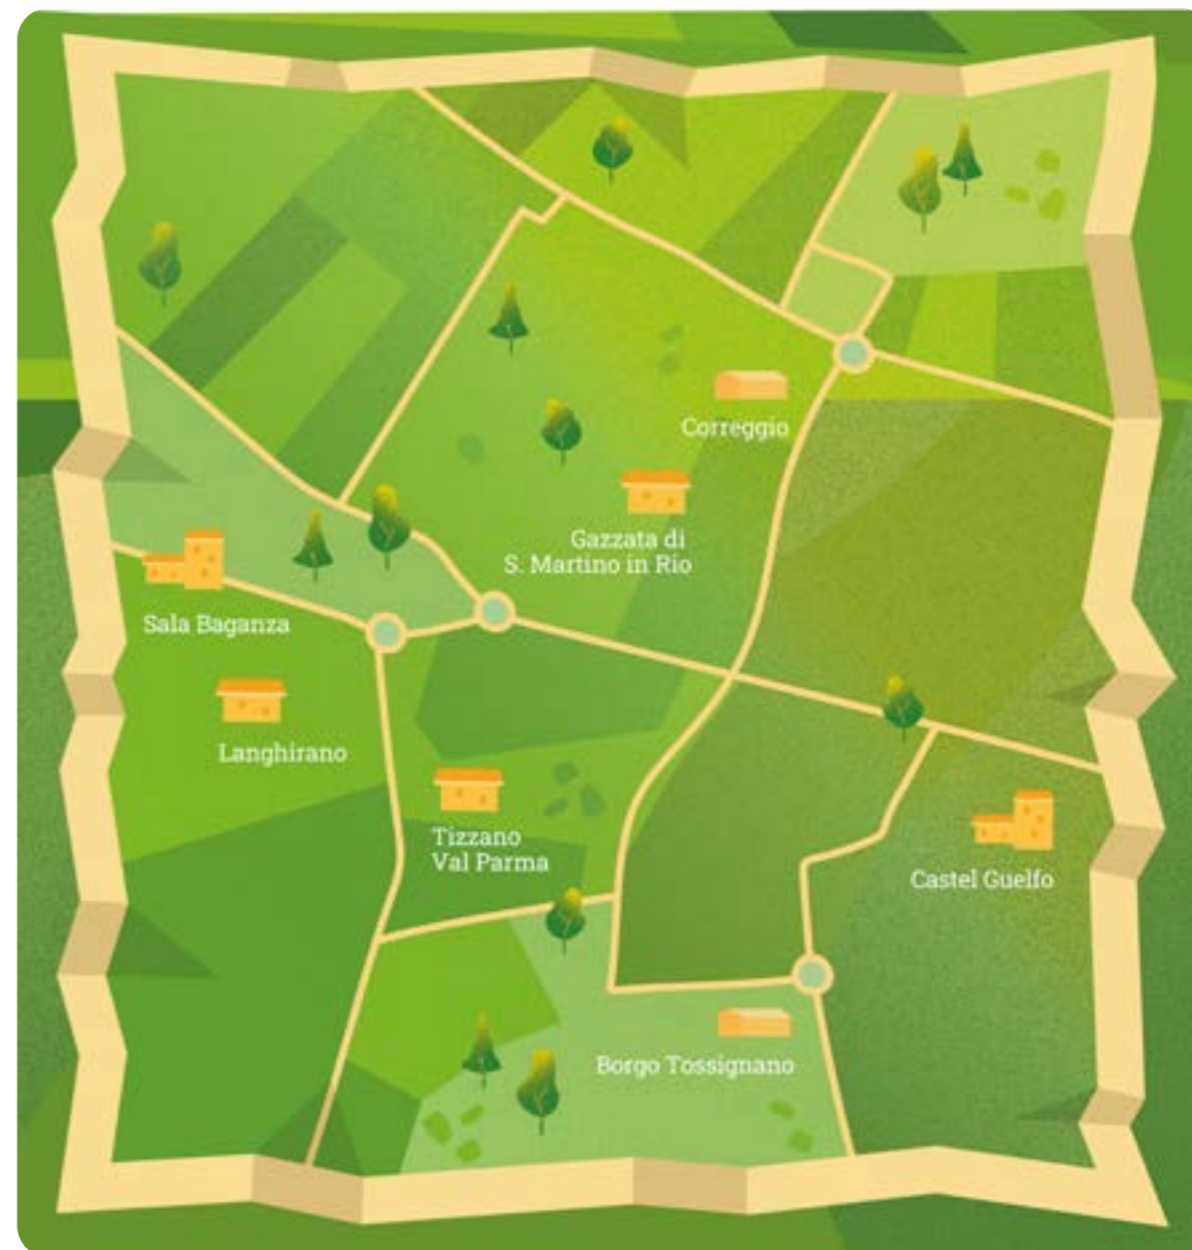 Correggio
Gazzata di
S. Martino in Rio
Sala Baganza
Langhirano
Tizzano
Val Parma
Castel Guelfo
Borgo Tossignano